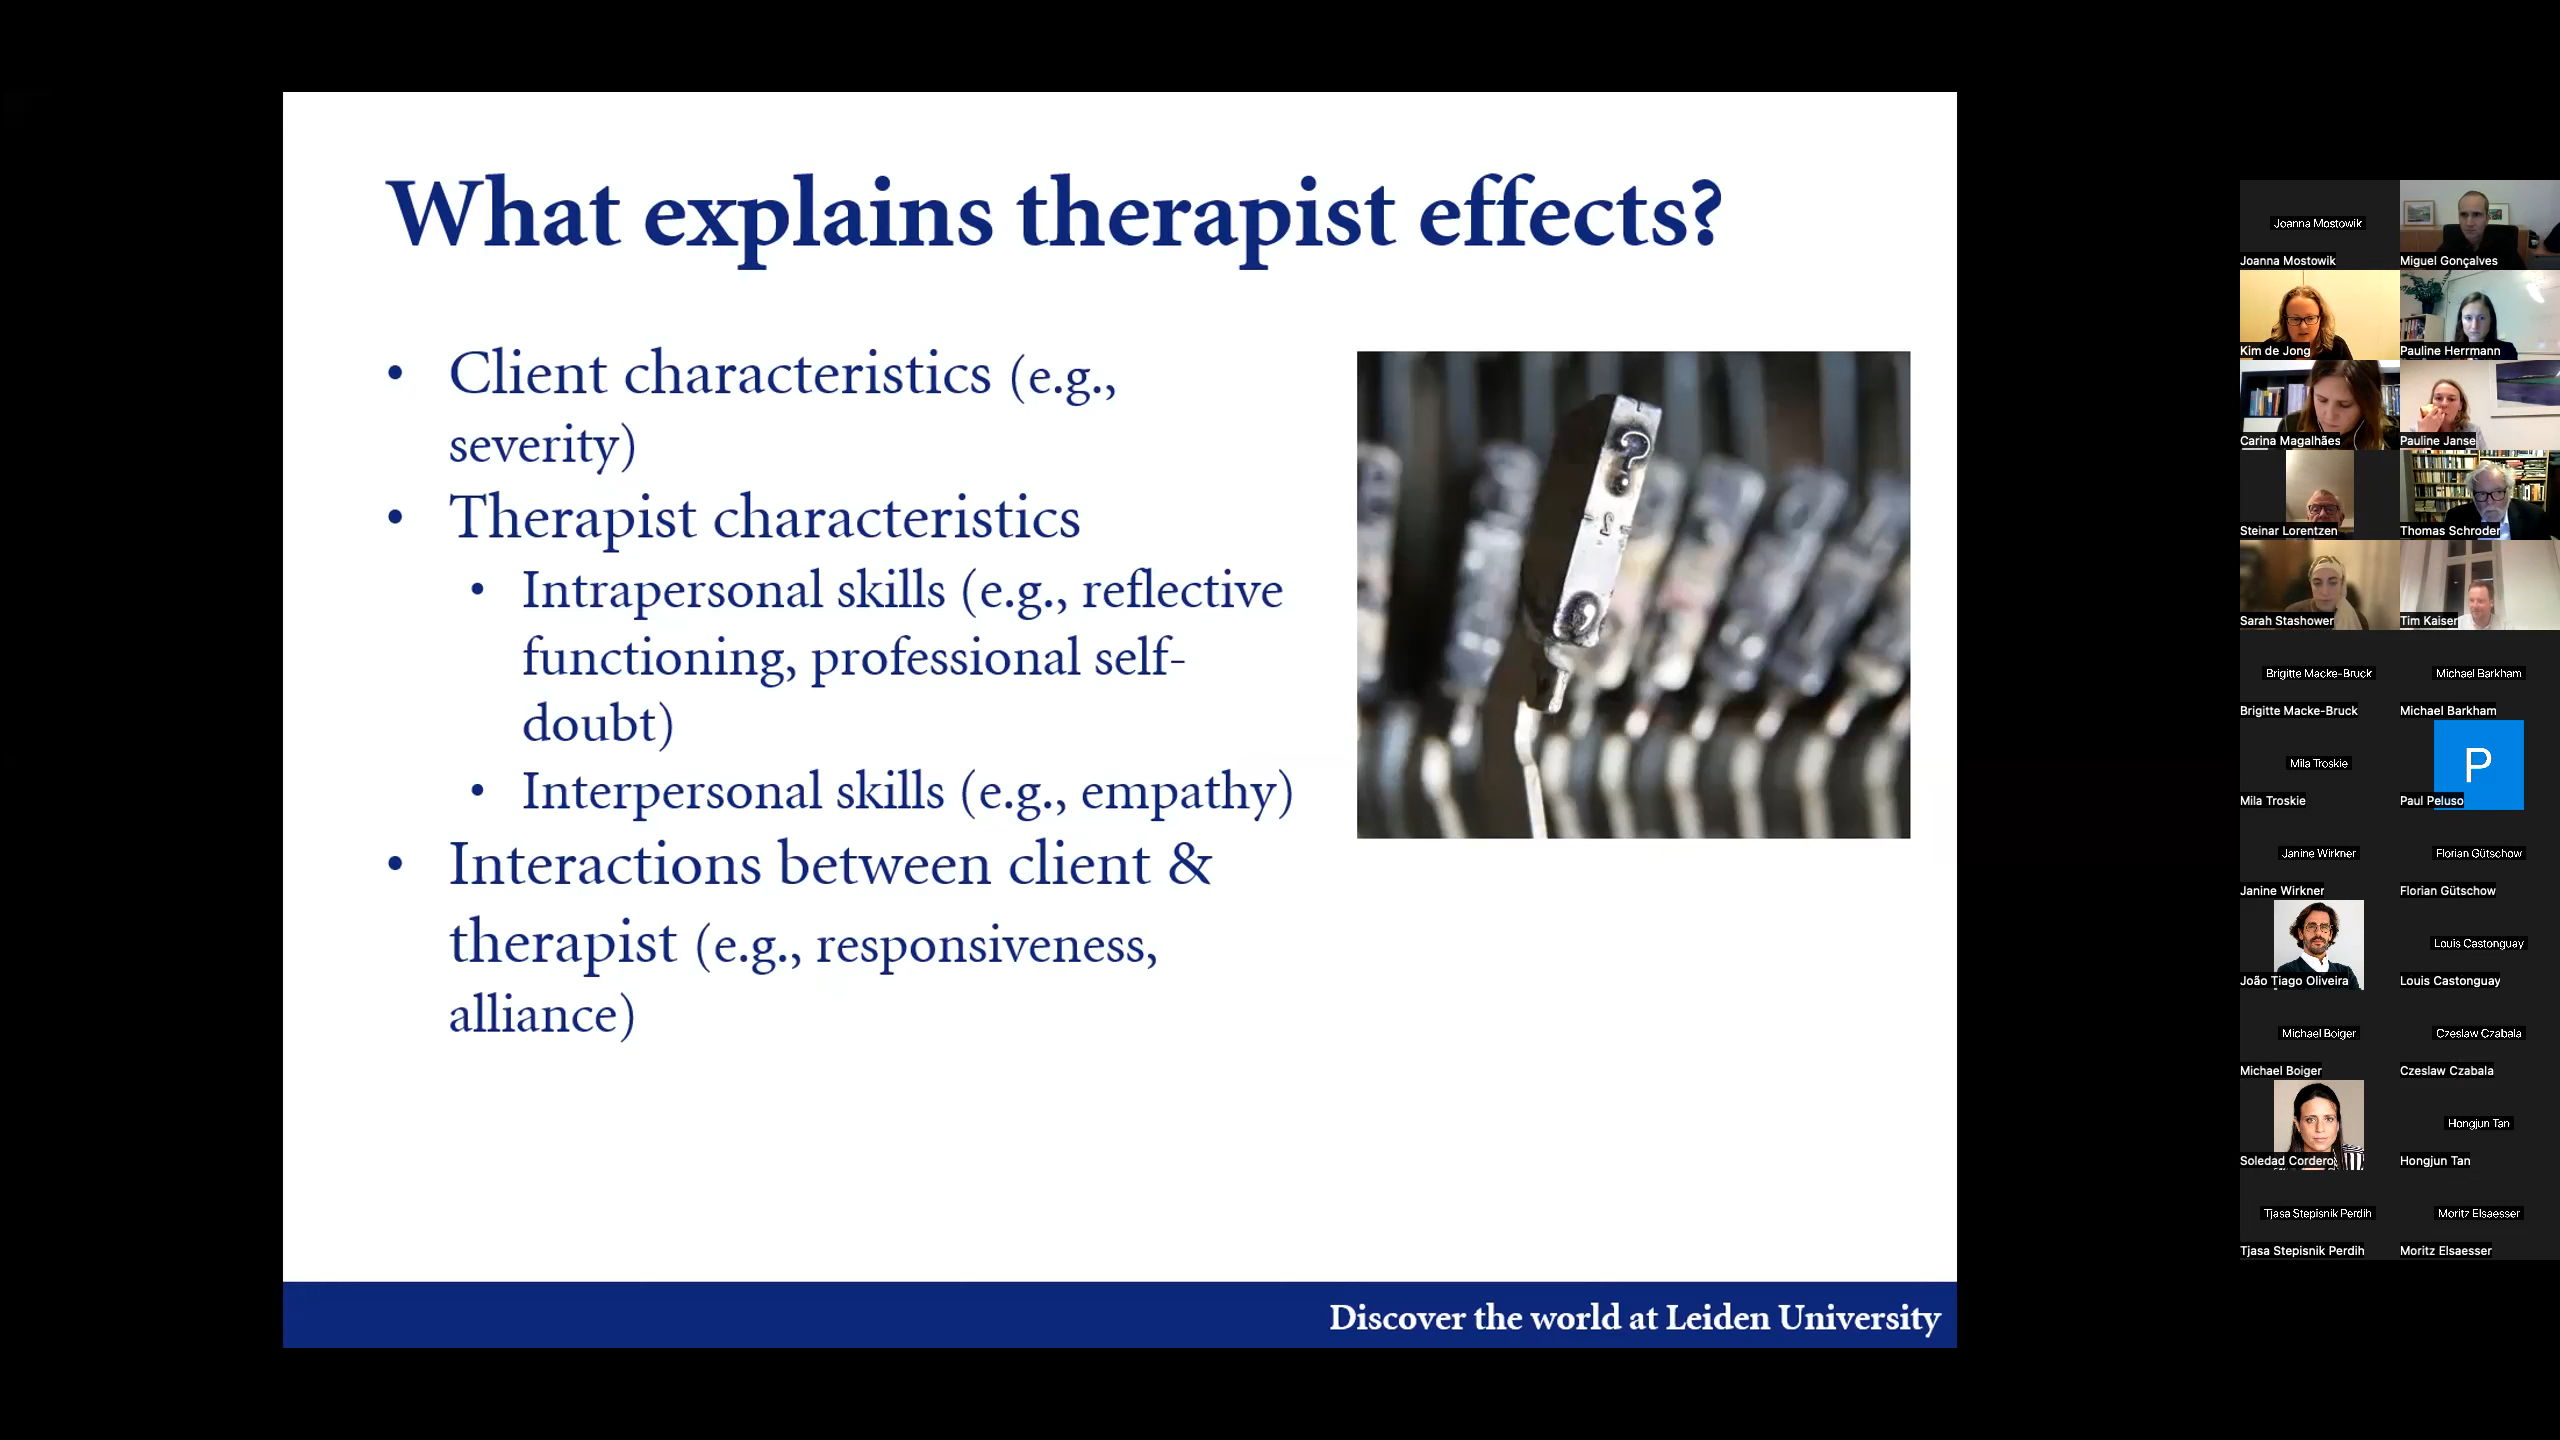 What explains therapist effects?
• Client characteristics (e.g.,
severity)
• Therapist characteristics
• Intrapersonal skills (e.g., reflective
functioning, professional self-
doubt)
• Interpersonal skills (e.g., empathy)
• Interactions between client &
therapist (e.g., responsiveness,
alliance)
?
2
Discover the world at Leiden University
Joanna Mostowik
Joanna Mostowik
Miguel Gonçalves
Kim de Jong
Pauline Herrmann
Carina Magalhães
Pauline Janse
Steinar Lorentzen
Thomas Schroder
Sarah Stashower
Tim Kaiser
Brigitte Macke-Bruck
Michael Barkham
Brigitte Macke-Bruck
Michael Barkham
Mila Troskie
P
Mila Troskie
Paul Peluso
Janine Wirkner
Florian Gütschow
Janine Wirkner
Florian Gütschow
Louis Castonguay
João Tiago Oliveira
Louis Castonguay
Michael Boiger
Czeslaw Czabala
Michael Boiger
Czeslaw Czabala
Hongjun Tan
Soledad Cordero
Hongjun Tan
Tjasa Stepisnik Perdih
Moritz Elsaesser
Tjasa Stepisnik Perdih
Moritz Elsaesser